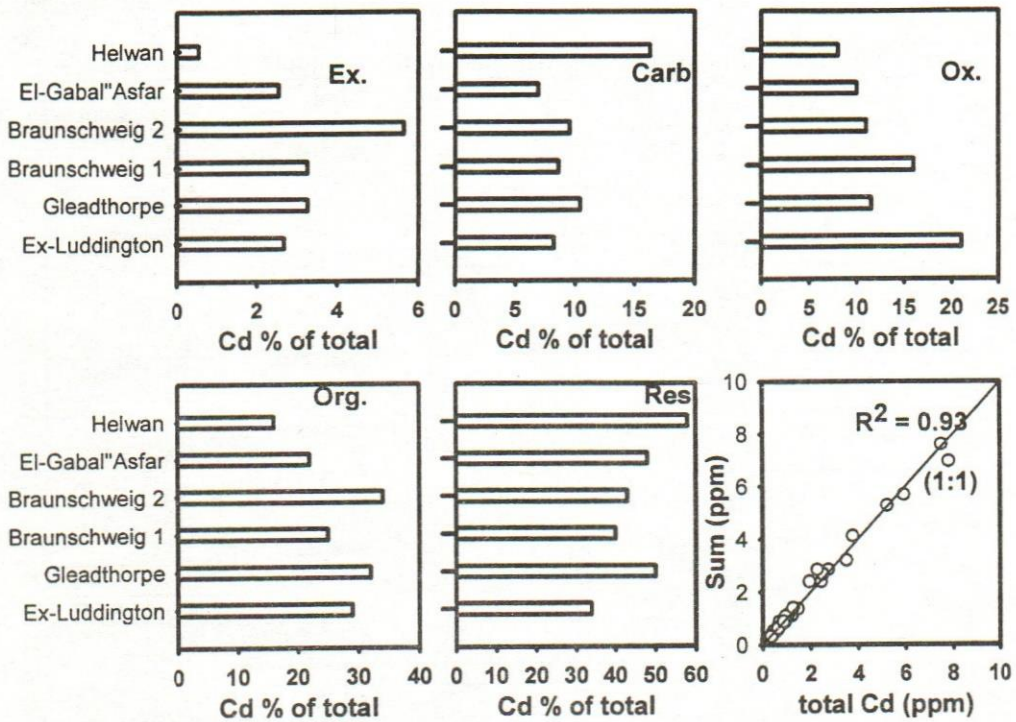 Helwan
El-Gabal"Asfar
Braunschweig 2
Braunschweig 1
Gleadthorpe
Ex-Luddington
Ex.
0 2 4 6
Cd % of total
Carb
0 5 10 15 20
Cd % of total
Ox.
0 5 10 15 20 25
Cd % of total
Helwan
El-Gabal"Asfar
Braunschweig 2
Braunschweig 1
Gleadthorpe
Ex-Luddington
Org.
0 10 20 30 40
Cd % of total
Res
0 10 20 30 40 50 60
Cd % of total
10
8
6
4
2
0
Sum (ppm)
R² = 0.93
(1:1)
0 2 4 6 8 10
total Cd (ppm)